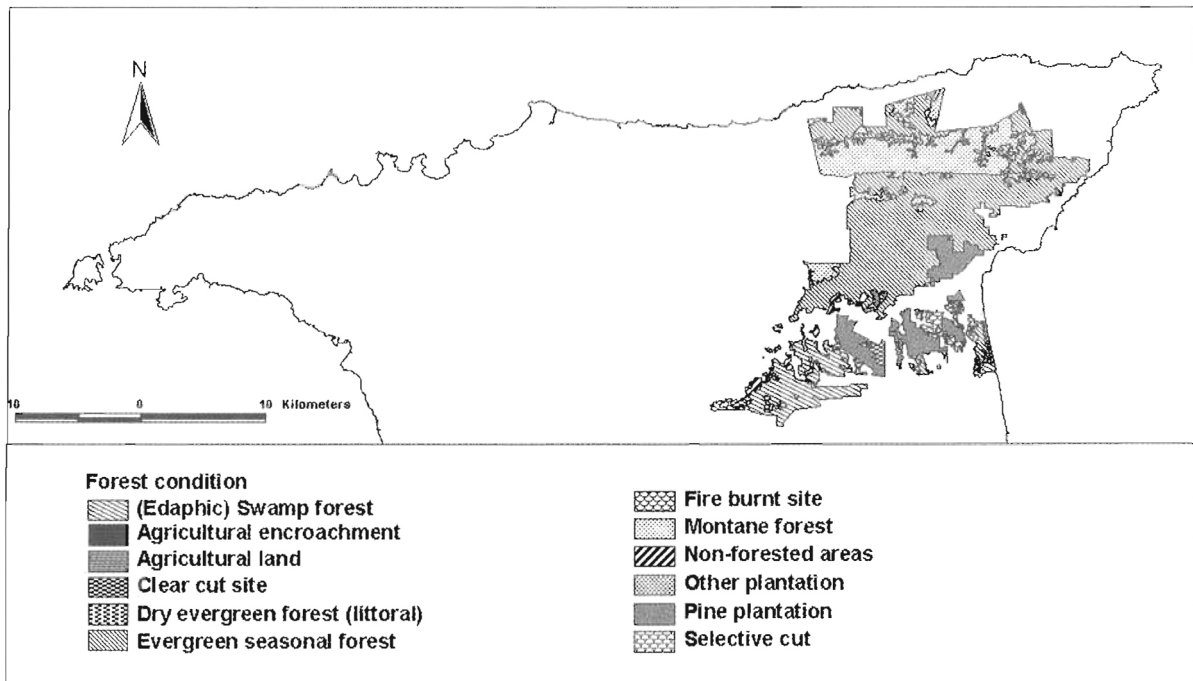 N
10 0 10 Kilometers
Forest condition
(Edaphic) Swamp forest
Agricultural encroachment
Agricultural land
Clear cut site
Dry evergreen forest (littoral)
Evergreen seasonal forest
Fire burnt site
Montane forest
Non-forested areas
Other plantation
Pine plantation
Selective cut